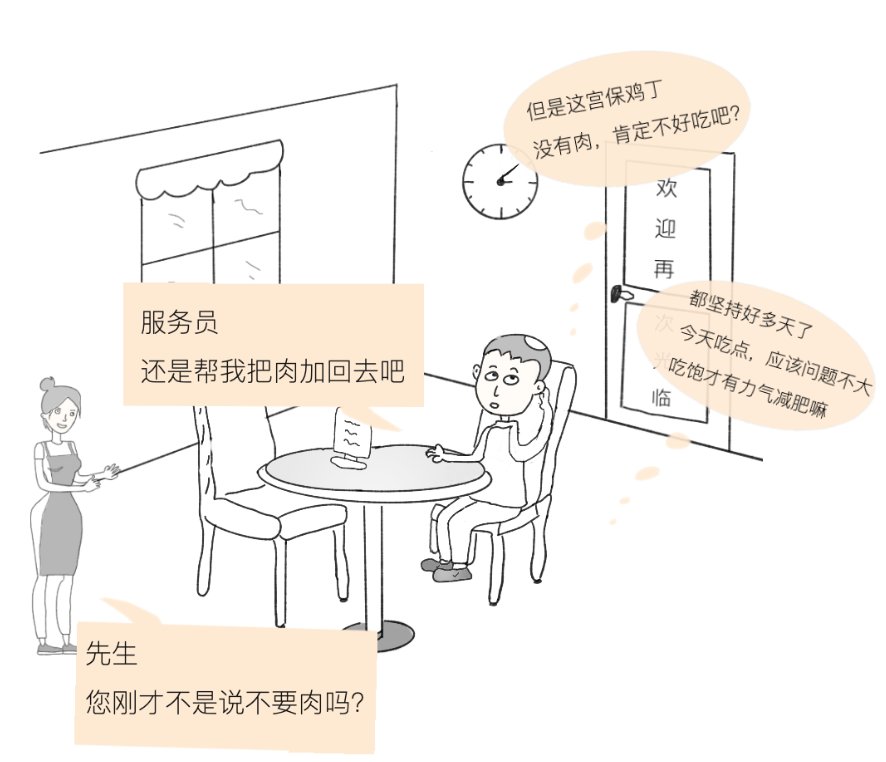 但是这宫保鸡丁
没有肉，肯定不好吃吧？
欢
迎
再
次
光
临
都坚持好多天了
今天吃点，应该问题不大
吃饱才有力气减肥嘛
服务员
还是帮我把肉加回去吧
先生
您刚才不是说不要肉吗？